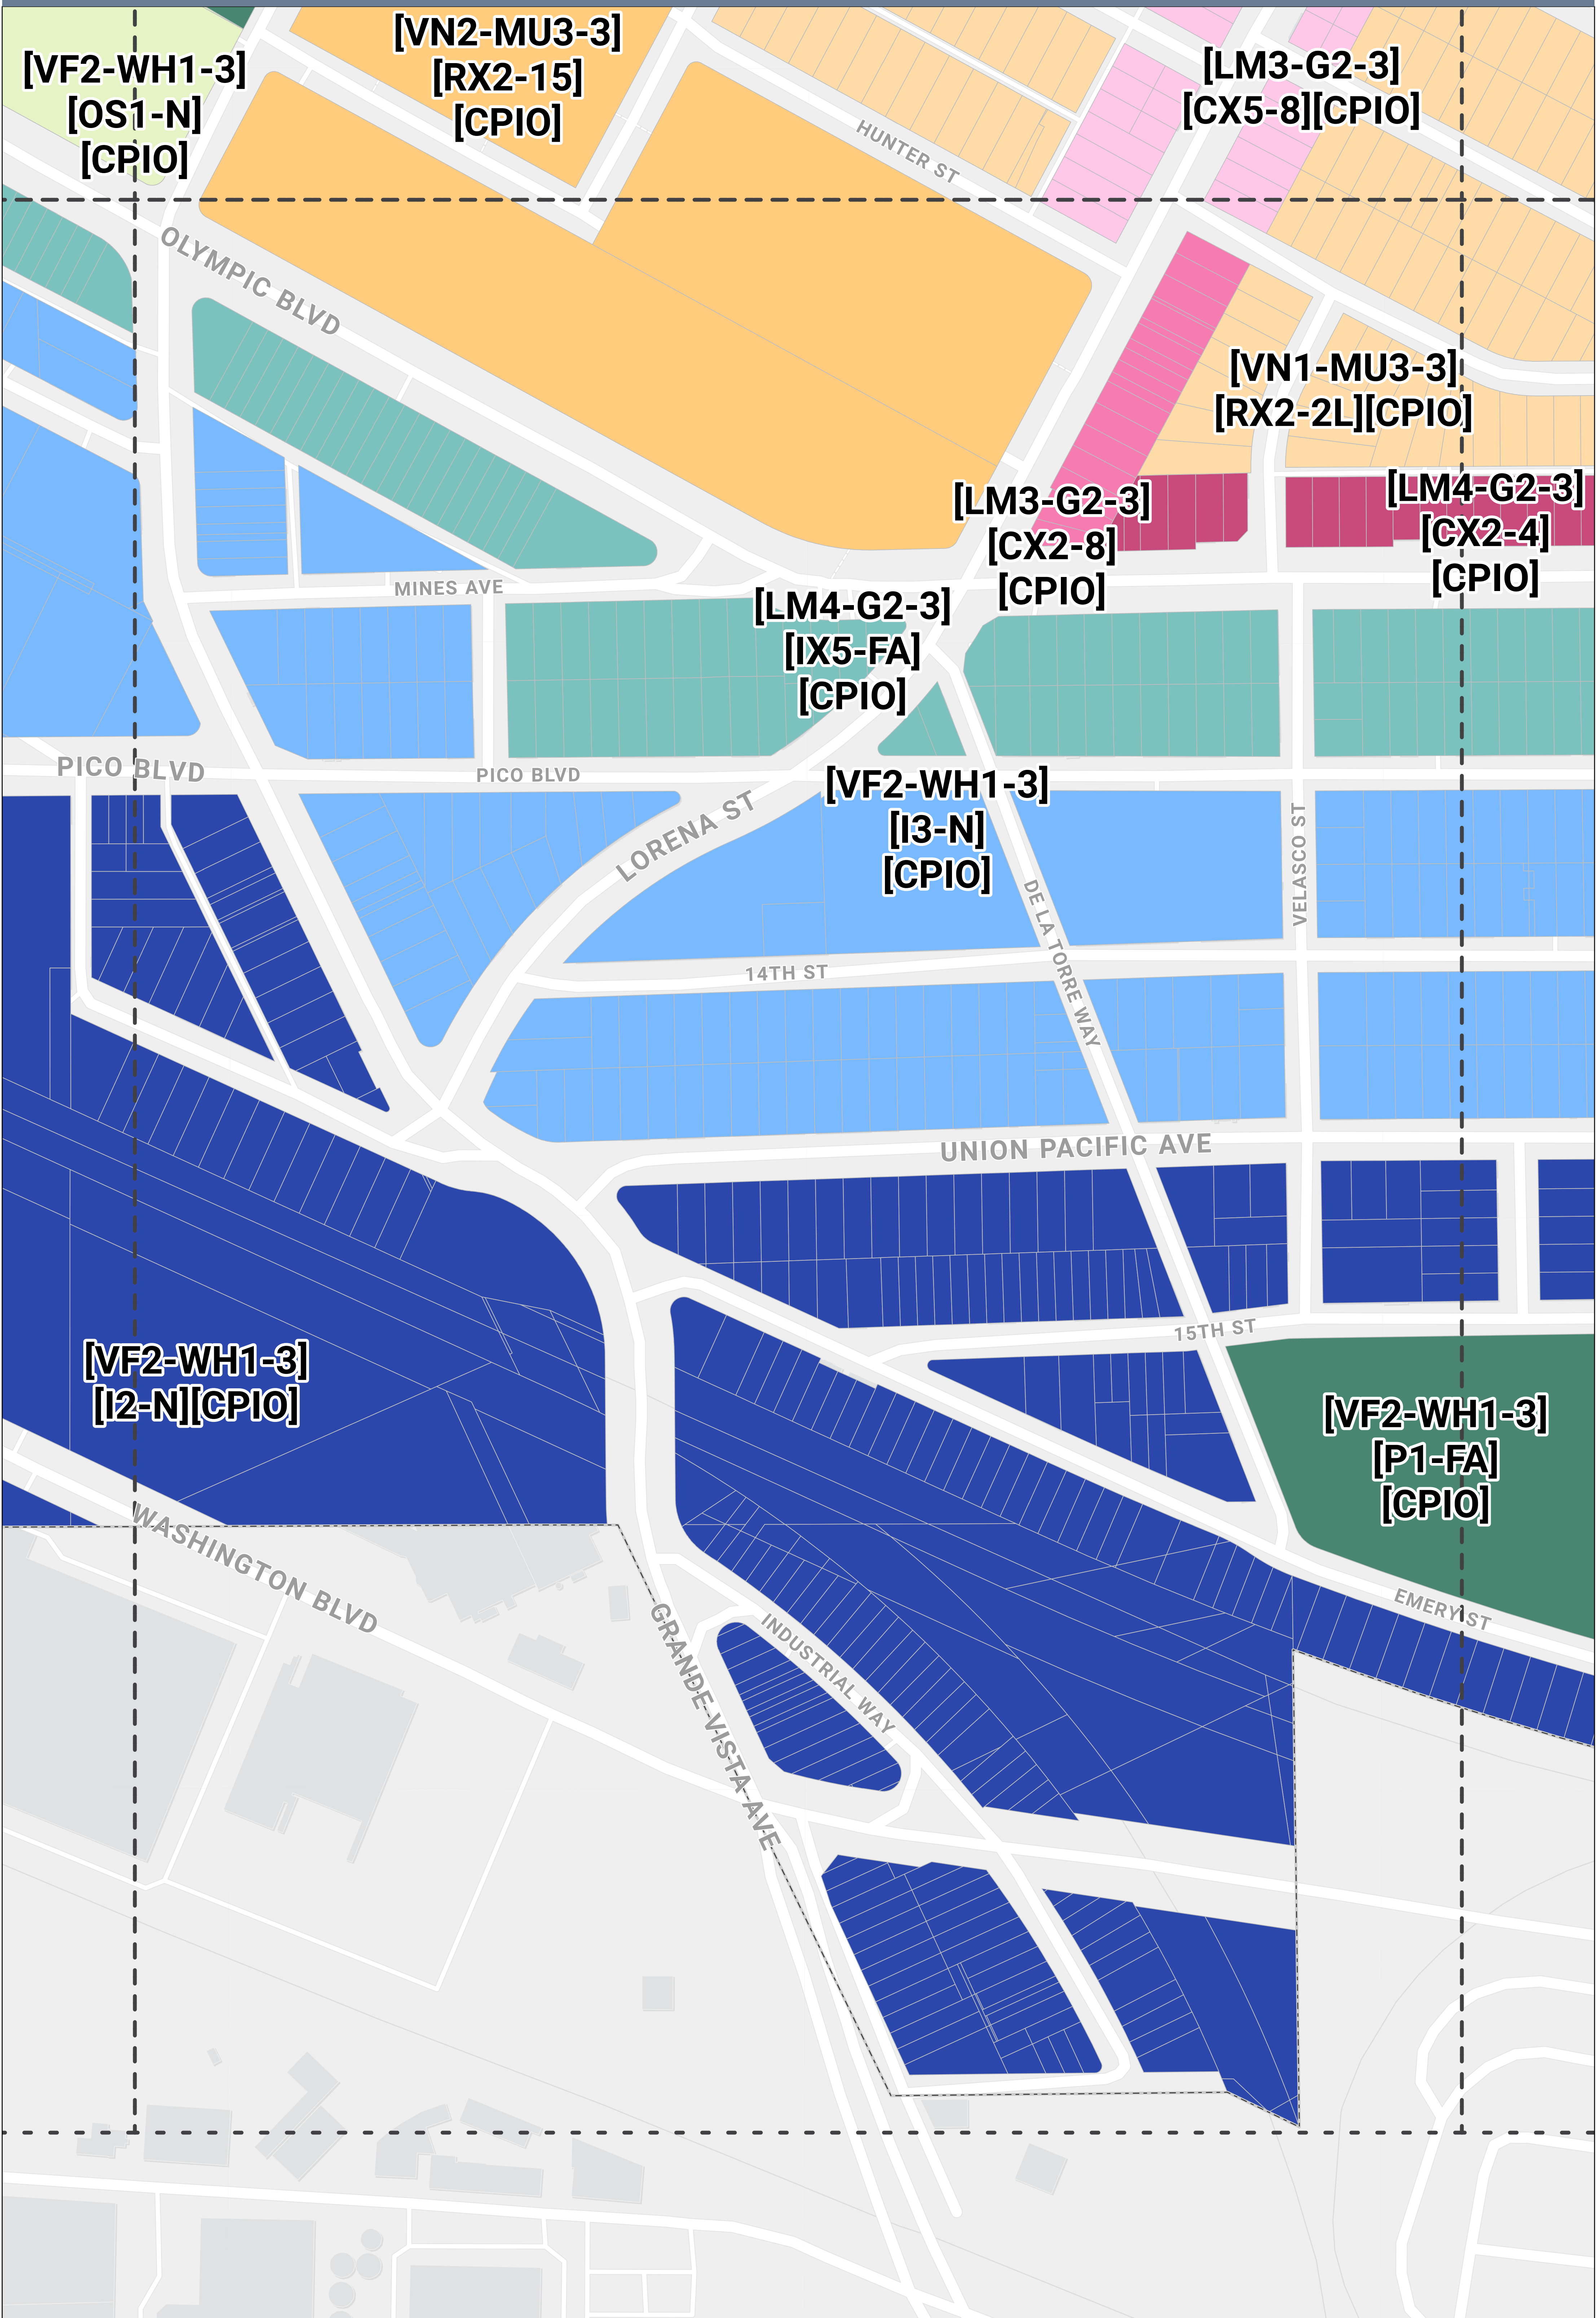 [VN2-MU3-3]
[RX2-15]
[CPIO]
[VF2-WH1-3]
[OS1-N]
[CPIO]
[LM3-G2-3]
[CX5-8][CPIO]
HUNTER ST
OLYMPIC BLVD
[VN1-MU3-3]
[RX2-2L][CPIO]
[LM3-G2-3]
[CX2-8]
[CPIO]
[LM4-G2-3]
[CX2-4]
[CPIO]
MINES AVE
[LM4-G2-3]
[IX5-FA]
[CPIO]
PICO BLVD
PICO BLVD
LORENA ST
[VF2-WH1-3]
[I3-N]
[CPIO]
VELASCO ST
DE LA TORRE WAY
14TH ST
UNION PACIFIC AVE
15TH ST
[VF2-WH1-3]
[I2-N][CPIO]
[VF2-WH1-3]
[P1-FA]
[CPIO]
WASHINGTON BLVD
EMERY ST
GRANDE VISTA AVE
INDUSTRIAL WAY